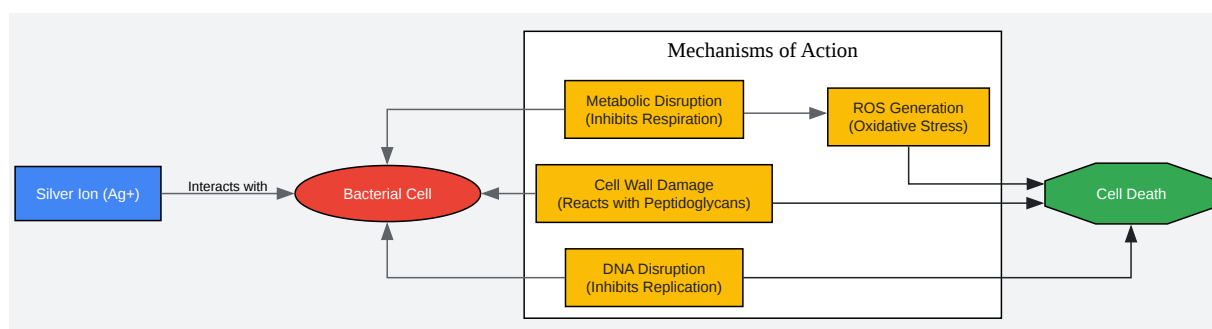 Mechanisms of Action
Metabolic Disruption
(Inhibits Respiration)
ROS Generation
(Oxidative Stress)
Silver Ion (Ag+)
Interacts with
Bacterial Cell
Cell Wall Damage
(Reacts with Peptidoglycans)
Cell Death
DNA Disruption
(Inhibits Replication)